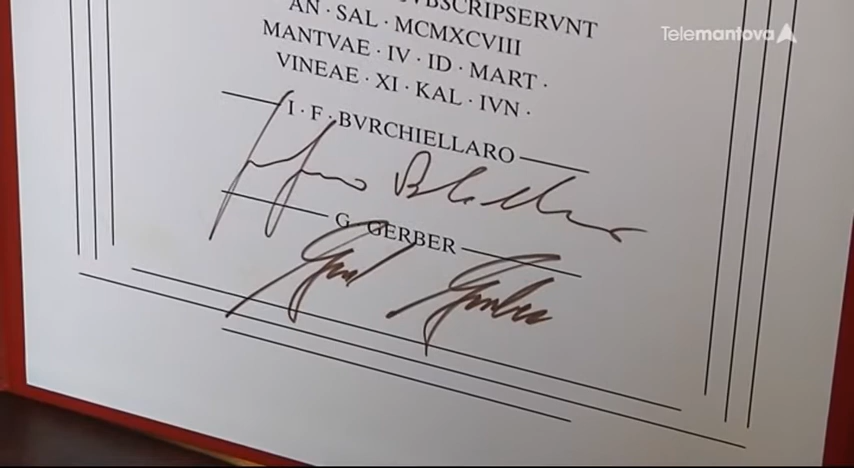 VBSCRIPSERVNT
AN · SAL · MCMXCVIII
MANTVAE · IV · ID · MART ·
VINEAE · XI · KAL · IVN ·
I · F · BVRCHIELLARO
G · GERBER
Telemantova